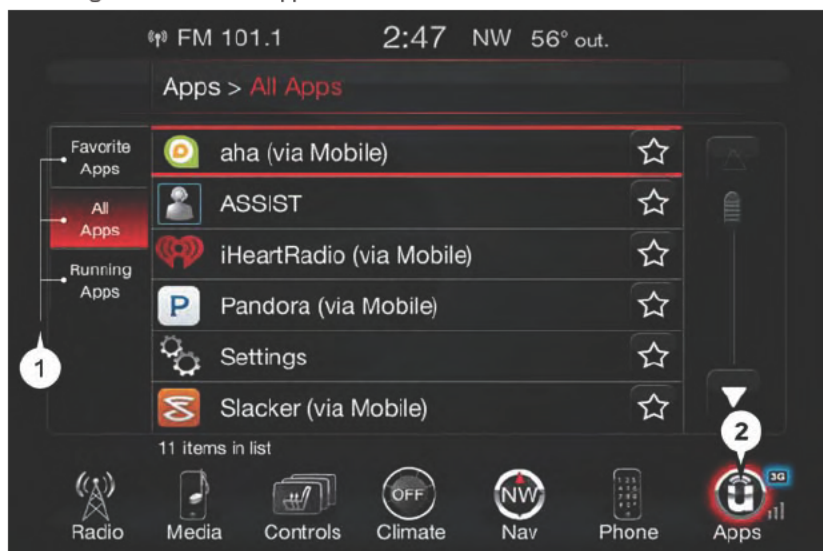 FM 101.1 2:47 NW 56° out.
Apps > All Apps
Favorite
Apps
All
Apps
Running
Apps
1
aha (via Mobile)
ASSIST
iHeartRadio (via Mobile)
P Pandora (via Mobile)
Settings
Slacker (via Mobile)
11 items in list
2
OFF NW u 3G
Radio Media Controls Climate Nav Phone Apps